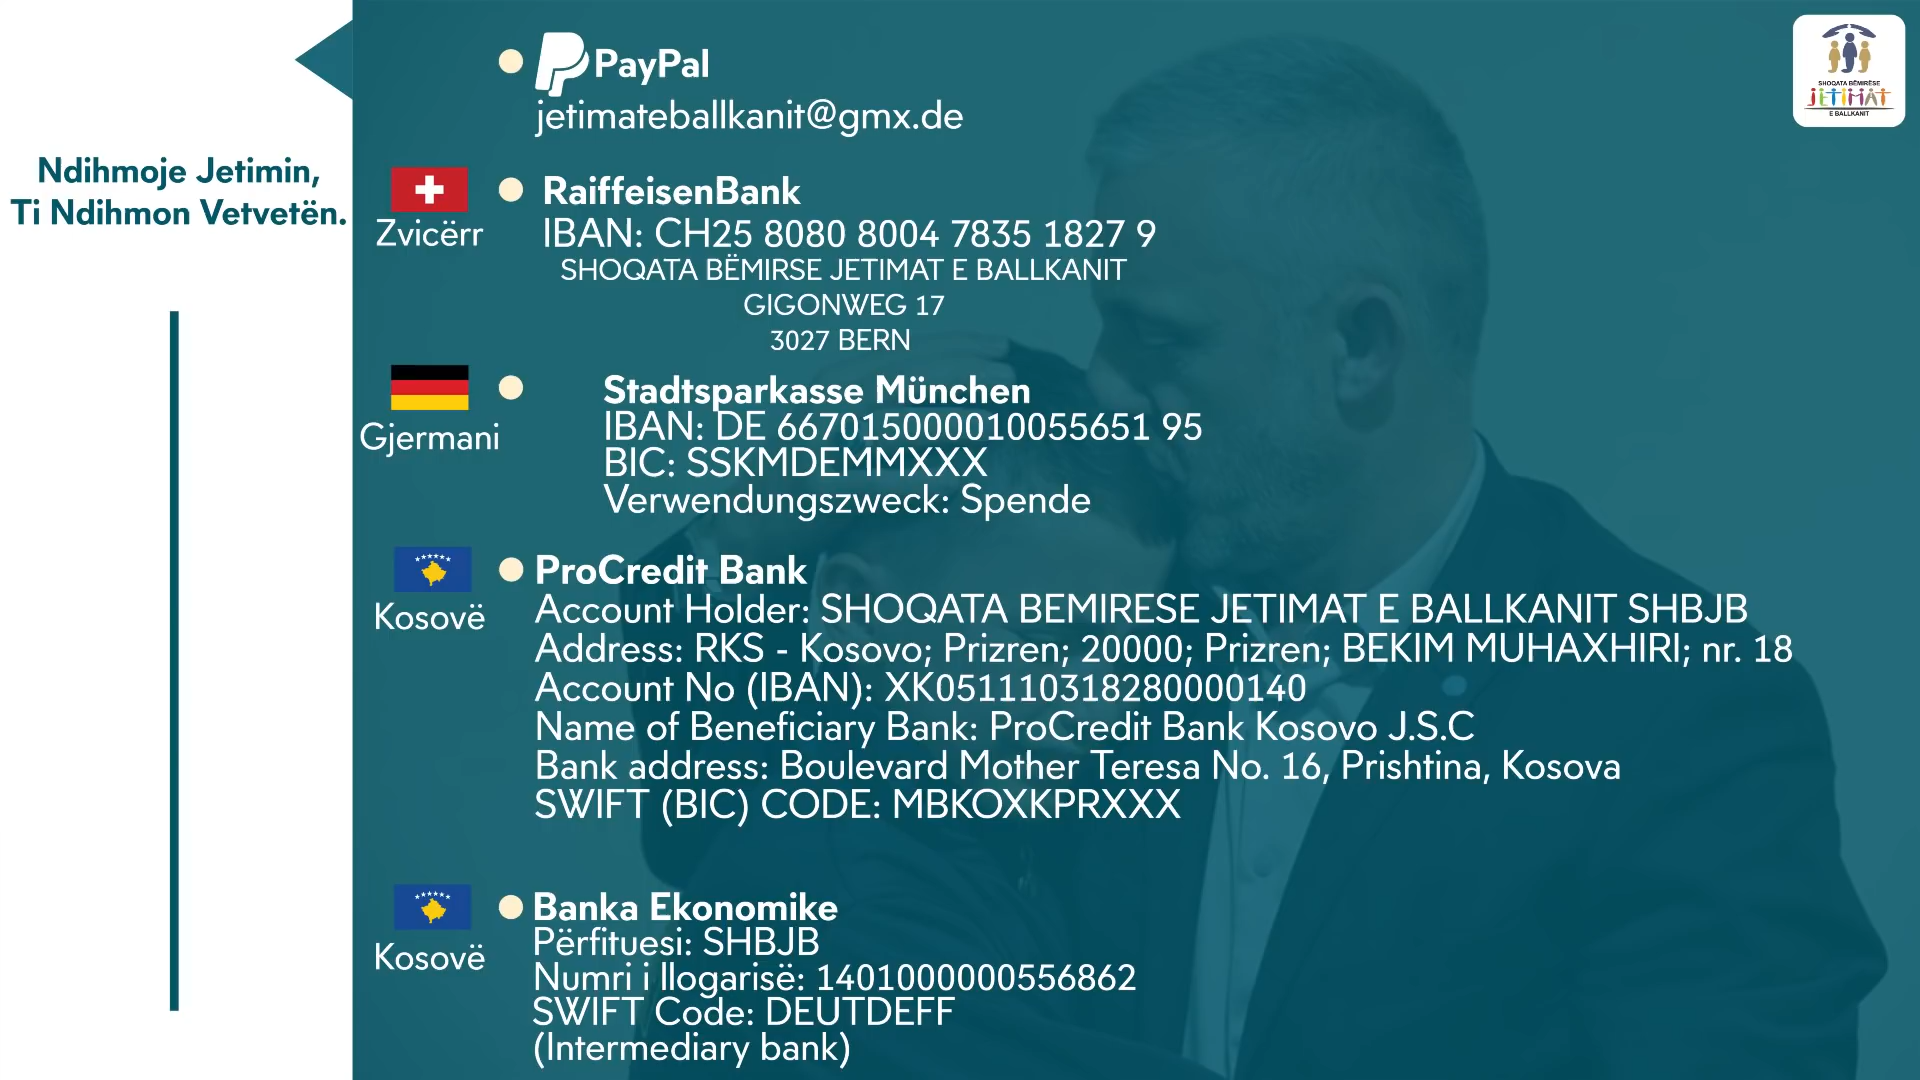 Ndihmoje Jetimin,
Ti Ndihmon Vetvetën.
PayPal
jetimateballkanit@gmx.de
Zvicërr
RaiffeisenBank
IBAN: CH25 8080 8004 7835 1827 9
SHOQATA BËMIRSE JETIMAT E BALLKANIT
GIGONWEG 17
3027 BERN
Gjermani
Stadtsparkasse München
IBAN: DE 667015000010055651 95
BIC: SSKMDEMMXXX
Verwendungszweck: Spende
Kosovë
ProCredit Bank
Account Holder: SHOQATA BEMIRESE JETIMAT E BALLKANIT SHBJB
Address: RKS - Kosovo; Prizren; 20000; Prizren; BEKIM MUHAXHIRI; nr. 18
Account No (IBAN): XK051110318280000140
Name of Beneficiary Bank: ProCredit Bank Kosovo J.S.C
Bank address: Boulevard Mother Teresa No. 16, Prishtina, Kosova
SWIFT (BIC) CODE: MBKOXKPRXXX
Kosovë
Banka Ekonomike
Përfituesi: SHBJB
Numri i llogarisë: 1401000000556862
SWIFT Code: DEUTDEFF
(Intermediary bank)
SHOQATA BËMIRËSE
JETIMAT
E BALLKANIT